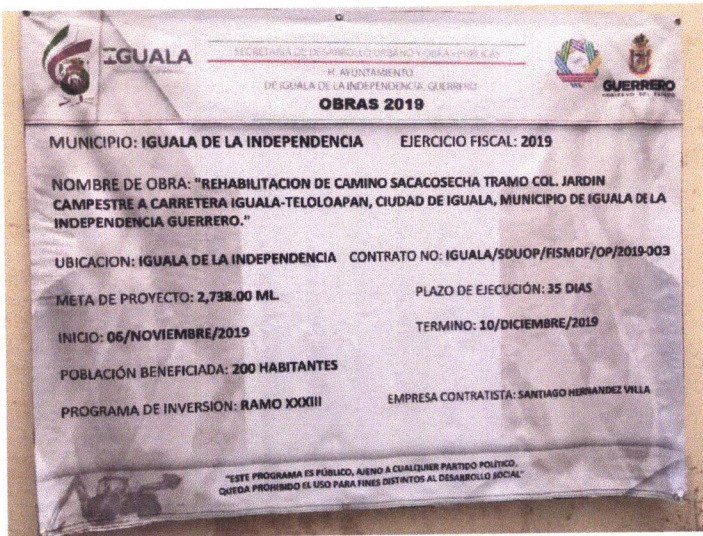 IGUALA
SECRETARÍA DE DESARROLLO URBANO Y OBRAS PUBLICAS
H. AYUNTAMIENTO
DE IGUALA DE LA INDEPENDENCIA, GUERRERO
OBRAS 2019
GUERRERO
GOBIERNO DEL ESTADO
MUNICIPIO: IGUALA DE LA INDEPENDENCIA EJERCICIO FISCAL: 2019
NOMBRE DE OBRA: "REHABILITACION DE CAMINO SACACOSECHA TRAMO COL. JARDIN
CAMPESTRE A CARRETERA IGUALA-TELOLOAPAN, CIUDAD DE IGUALA, MUNICIPIO DE IGUALA DE LA
INDEPENDENCIA GUERRERO."
UBICACION: IGUALA DE LA INDEPENDENCIA CONTRATO NO: IGUALA/SDUOP/FISMDF/OP/2019-003
META DE PROYECTO: 2,738.00 ML. PLAZO DE EJECUCIÓN: 35 DIAS
INICIO: 06/NOVIEMBRE/2019 TERMINO: 10/DICIEMBRE/2019
POBLACIÓN BENEFICIADA: 200 HABITANTES
PROGRAMA DE INVERSION: RAMO XXXIII EMPRESA CONTRATISTA: SANTIAGO HERNANDEZ VILLA
"ESTE PROGRAMA ES PÚBLICO, AJENO A CUALQUIER PARTIDO POLÍTICO.
QUEDA PROHIBIDO EL USO PARA FINES DISTINTOS AL DESARROLLO SOCIAL"